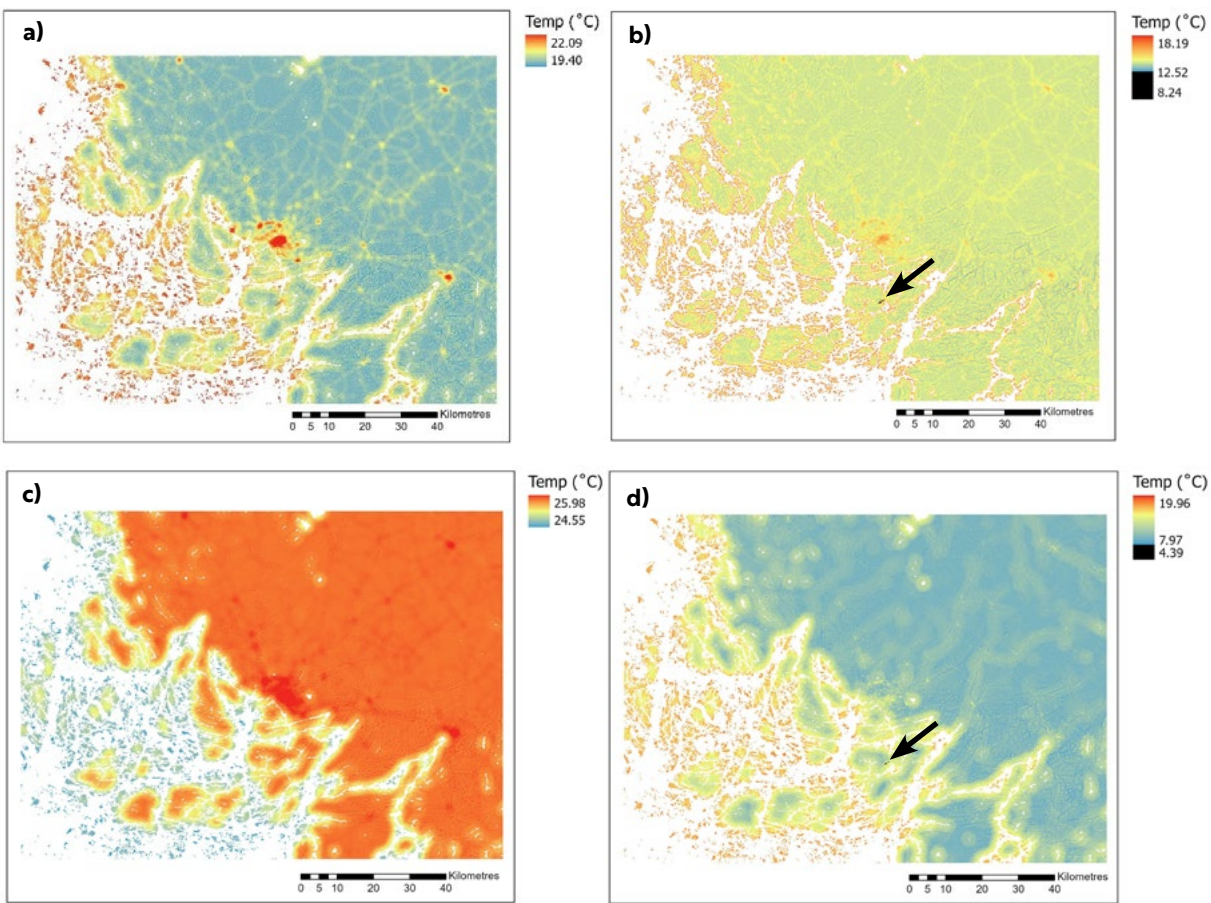 a)
Temp (°C)
22.09
19.40
Kilometres
0 5 10 20 30 40
b)
Temp (°C)
18.19
12.52
8.24
Kilometres
0 5 10 20 30 40
c)
Temp (°C)
25.98
24.55
Kilometres
0 5 10 20 30 40
d)
Temp (°C)
19.96
7.97
4.39
Kilometres
0 5 10 20 30 40